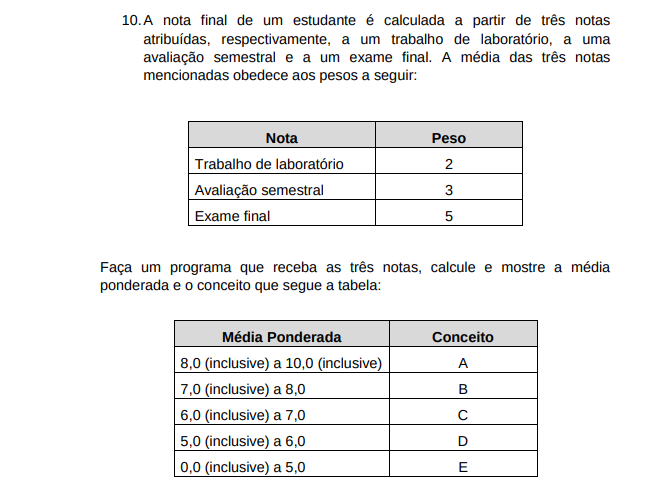 10. A nota final de um estudante é calculada a partir de três notas
atribuídas, respectivamente, a um trabalho de laboratório, a uma
avaliação semestral e a um exame final. A média das três notas
mencionadas obedece aos pesos a seguir:
Nota Peso
Trabalho de laboratório 2
Avaliação semestral 3
Exame final 5
Faça um programa que receba as três notas, calcule e mostre a média
ponderada e o conceito que segue a tabela:
Média Ponderada Conceito
8,0 (inclusive) a 10,0 (inclusive) A
7,0 (inclusive) a 8,0 B
6,0 (inclusive) a 7,0 C
5,0 (inclusive) a 6,0 D
0,0 (inclusive) a 5,0 E